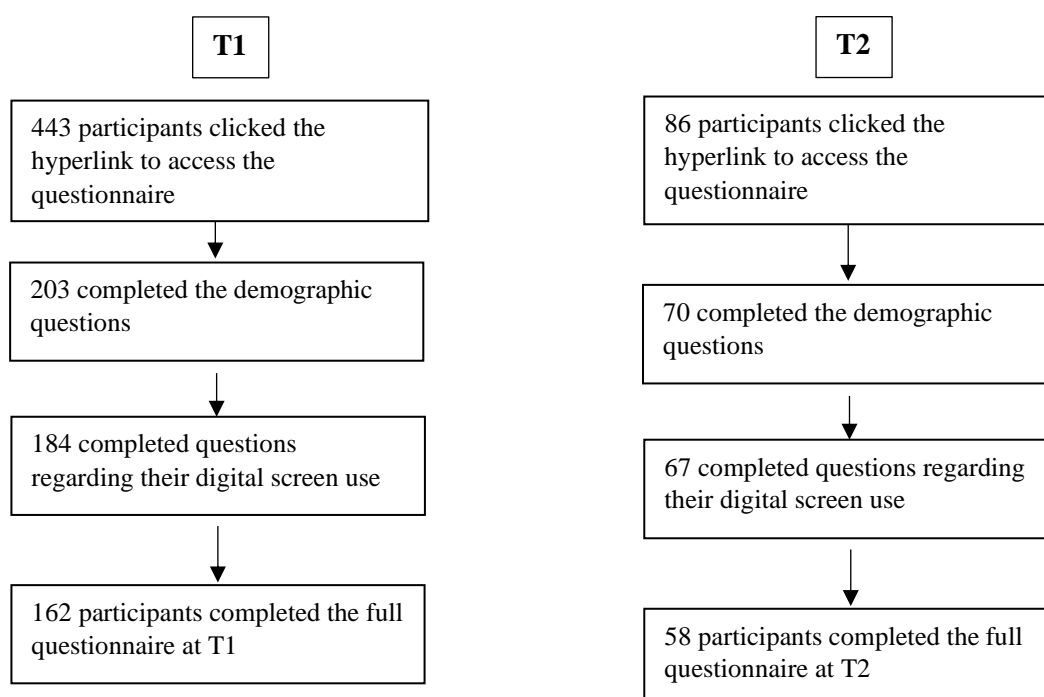 T1
443 participants clicked the
hyperlink to access the
questionnaire
203 completed the demographic
questions
184 completed questions
regarding their digital screen use
162 participants completed the full
questionnaire at T1
T2
86 participants clicked the
hyperlink to access the
questionnaire
70 completed the demographic
questions
67 completed questions regarding
their digital screen use
58 participants completed the full
questionnaire at T2